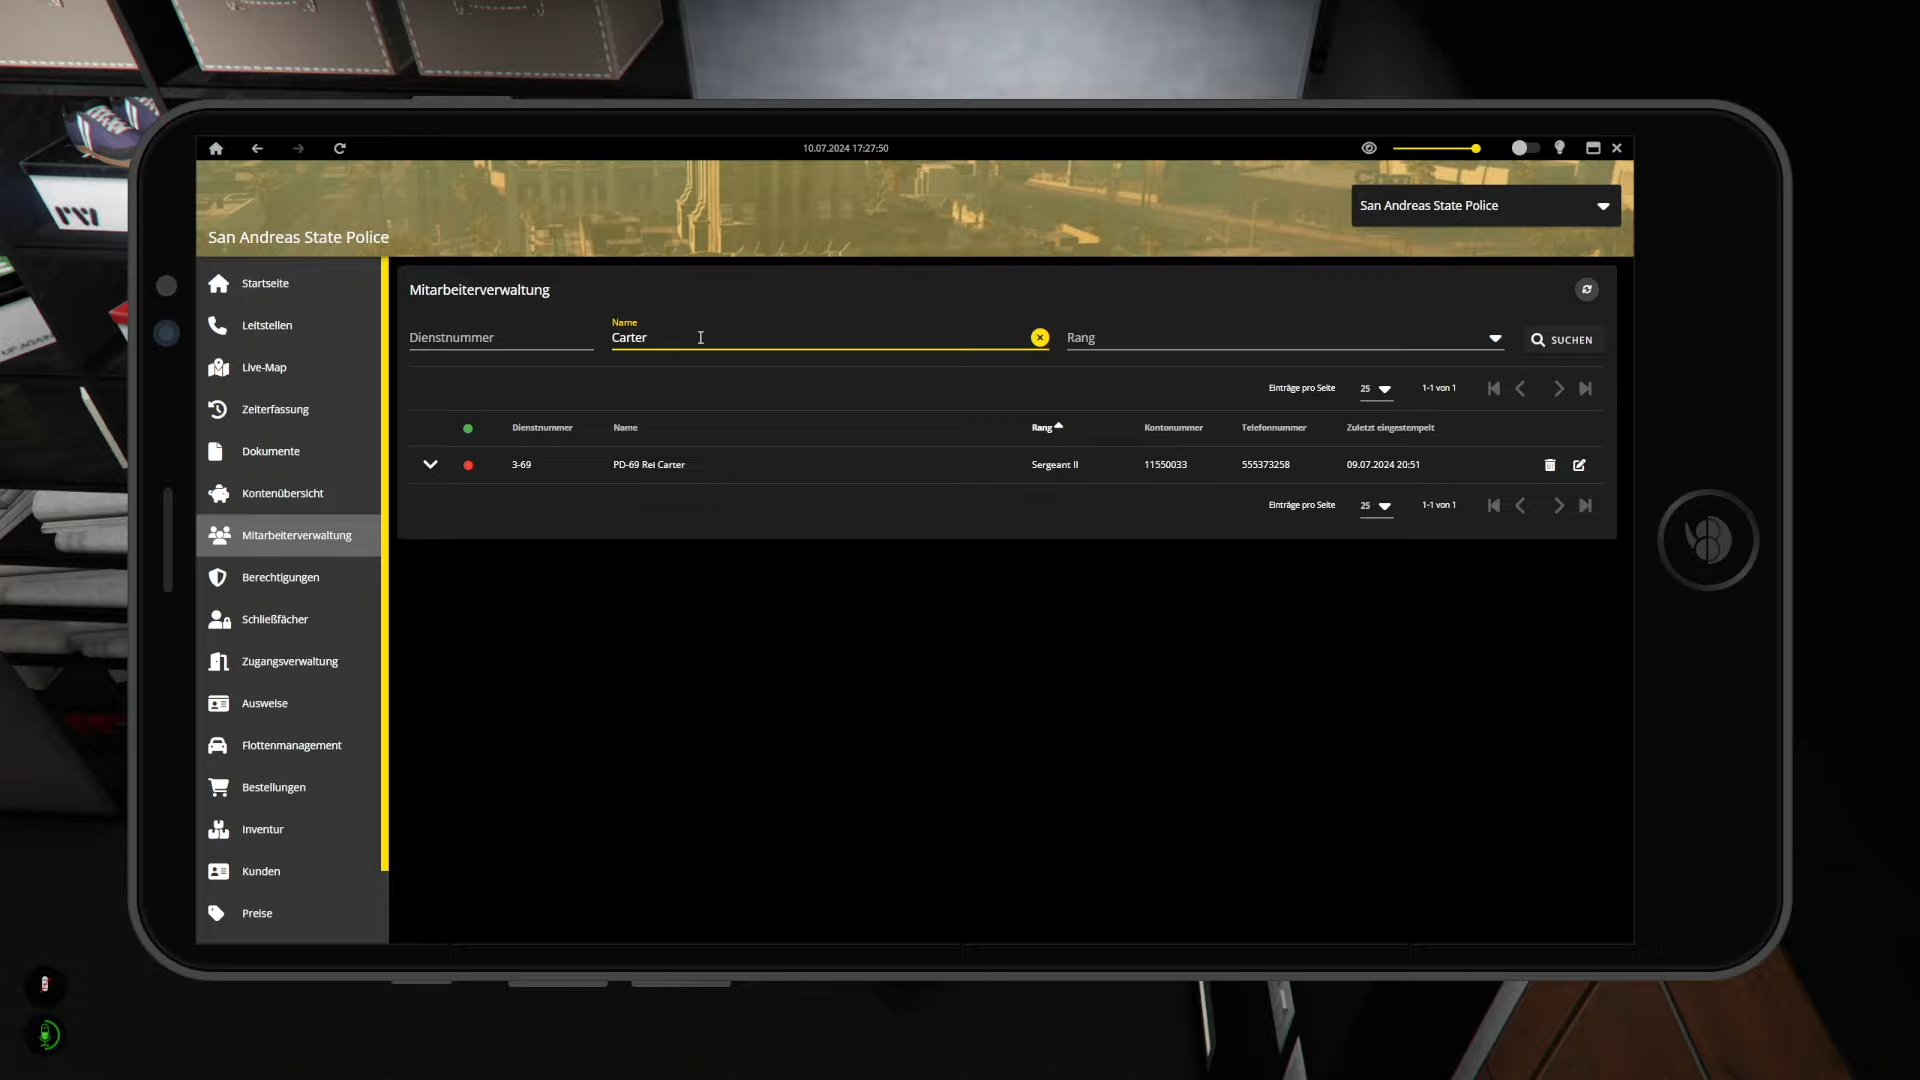 10.07.2024 17:27:50
San Andreas State Police
San Andreas State Police
Startseite
Leitstellen
Live-Map
Zeiterfassung
Dokumente
Kontenübersicht
Mitarbeiterverwaltung
Berechtigungen
Schließfächer
Zugangsverwaltung
Ausweise
Flottenmanagement
Bestellungen
Inventur
Kunden
Preise
Mitarbeiterverwaltung
Dienstnummer
Name
Carter
Rang
SUCHEN
Einträge pro Seite 25 1-1 von 1
Dienstnummer Name Rang Kontonummer Telefonnummer Zuletzt eingestempelt
3-69 PD-69 Rei Carter Sergeant II 11550033 555373258 09.07.2024 20:51
Einträge pro Seite 25 1-1 von 1